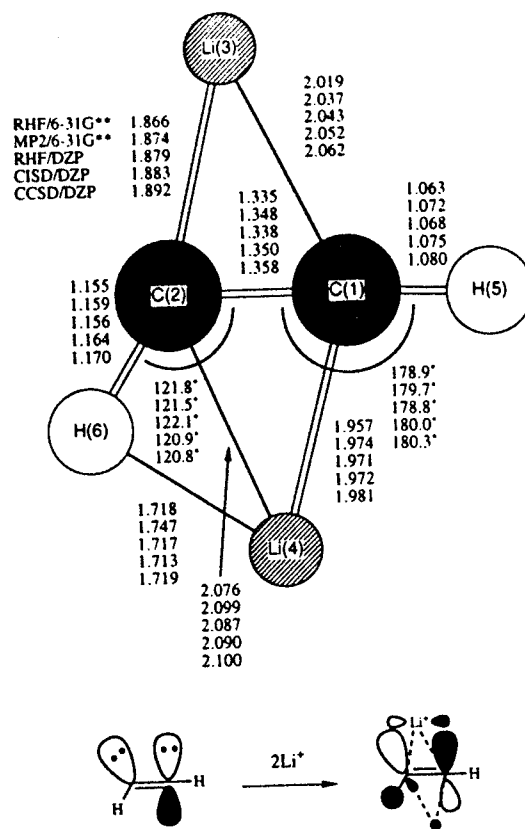 Li(3)
RHF/6-31G** 1.866
MP2/6-31G** 1.874
RHF/DZP 1.879
CISD/DZP 1.883
CCSD/DZP 1.892
2.019
2.037
2.043
2.052
2.062
1.335
1.348
1.338
1.350
1.358
1.063
1.072
1.068
1.075
1.080
C(2)
C(1)
H(5)
1.155
1.159
1.156
1.164
1.170
121.8°
121.5°
122.1°
120.9°
120.8°
178.9°
179.7°
178.8°
180.0°
180.3°
H(6)
1.957
1.974
1.971
1.972
1.981
1.718
1.747
1.717
1.713
1.719
Li(4)
2.076
2.099
2.087
2.090
2.100
H
H
2Li+
Li+
H